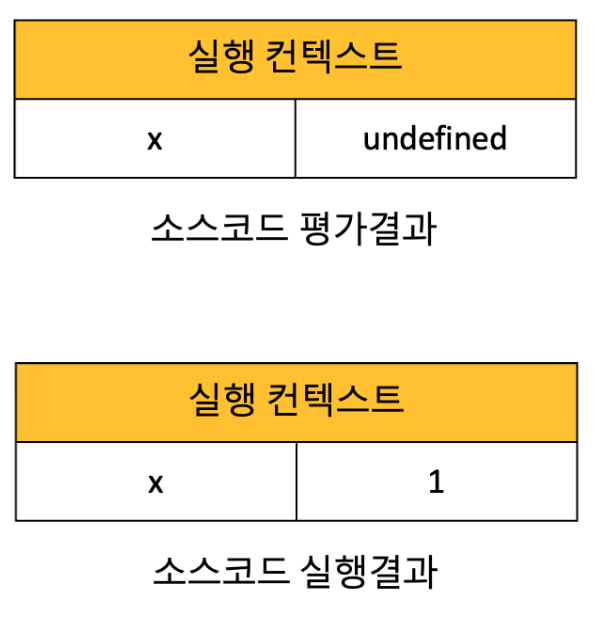 실행 컨텍스트
x undefined
소스코드 평가결과
실행 컨텍스트
x 1
소스코드 실행결과